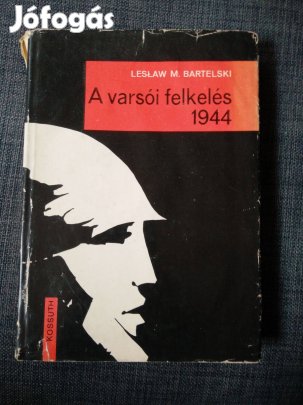 Jófogás
LESŁAW M. BARTELSKI
A varsói felkelés
1944
KOSSUTH